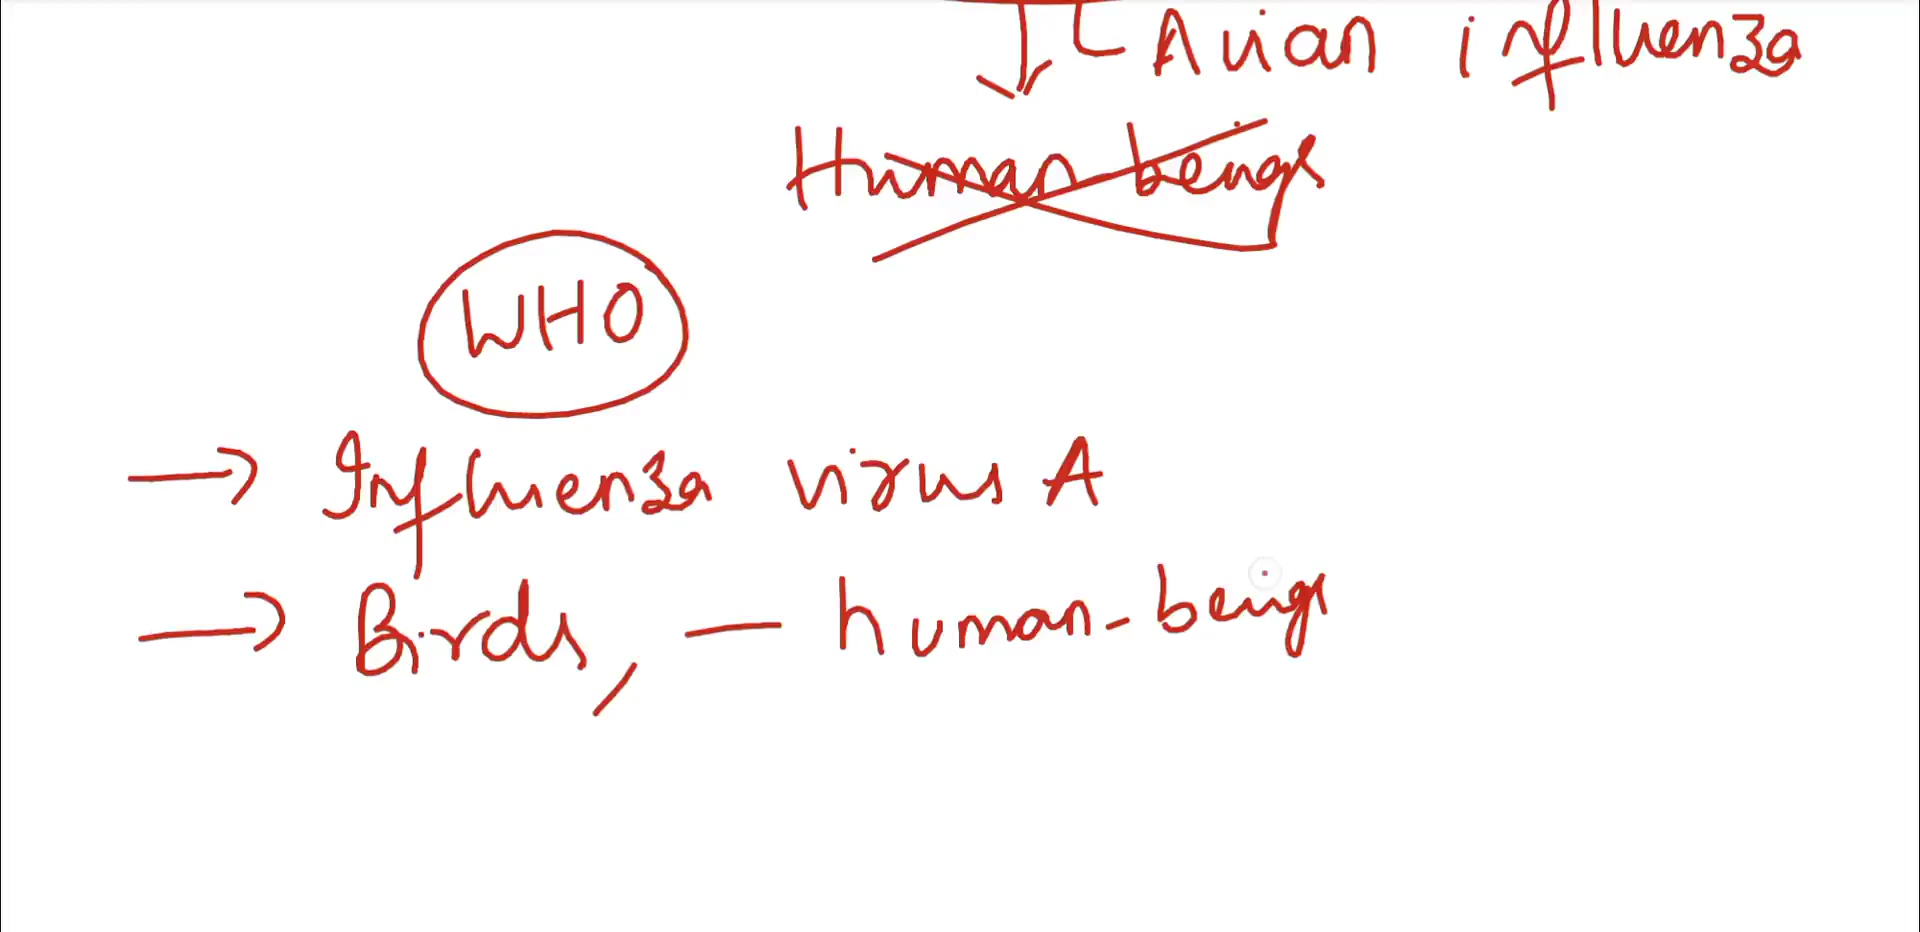 Avian influenza
Human beings
WHO
→ Influenza virus A
→ Birds, — human-beings